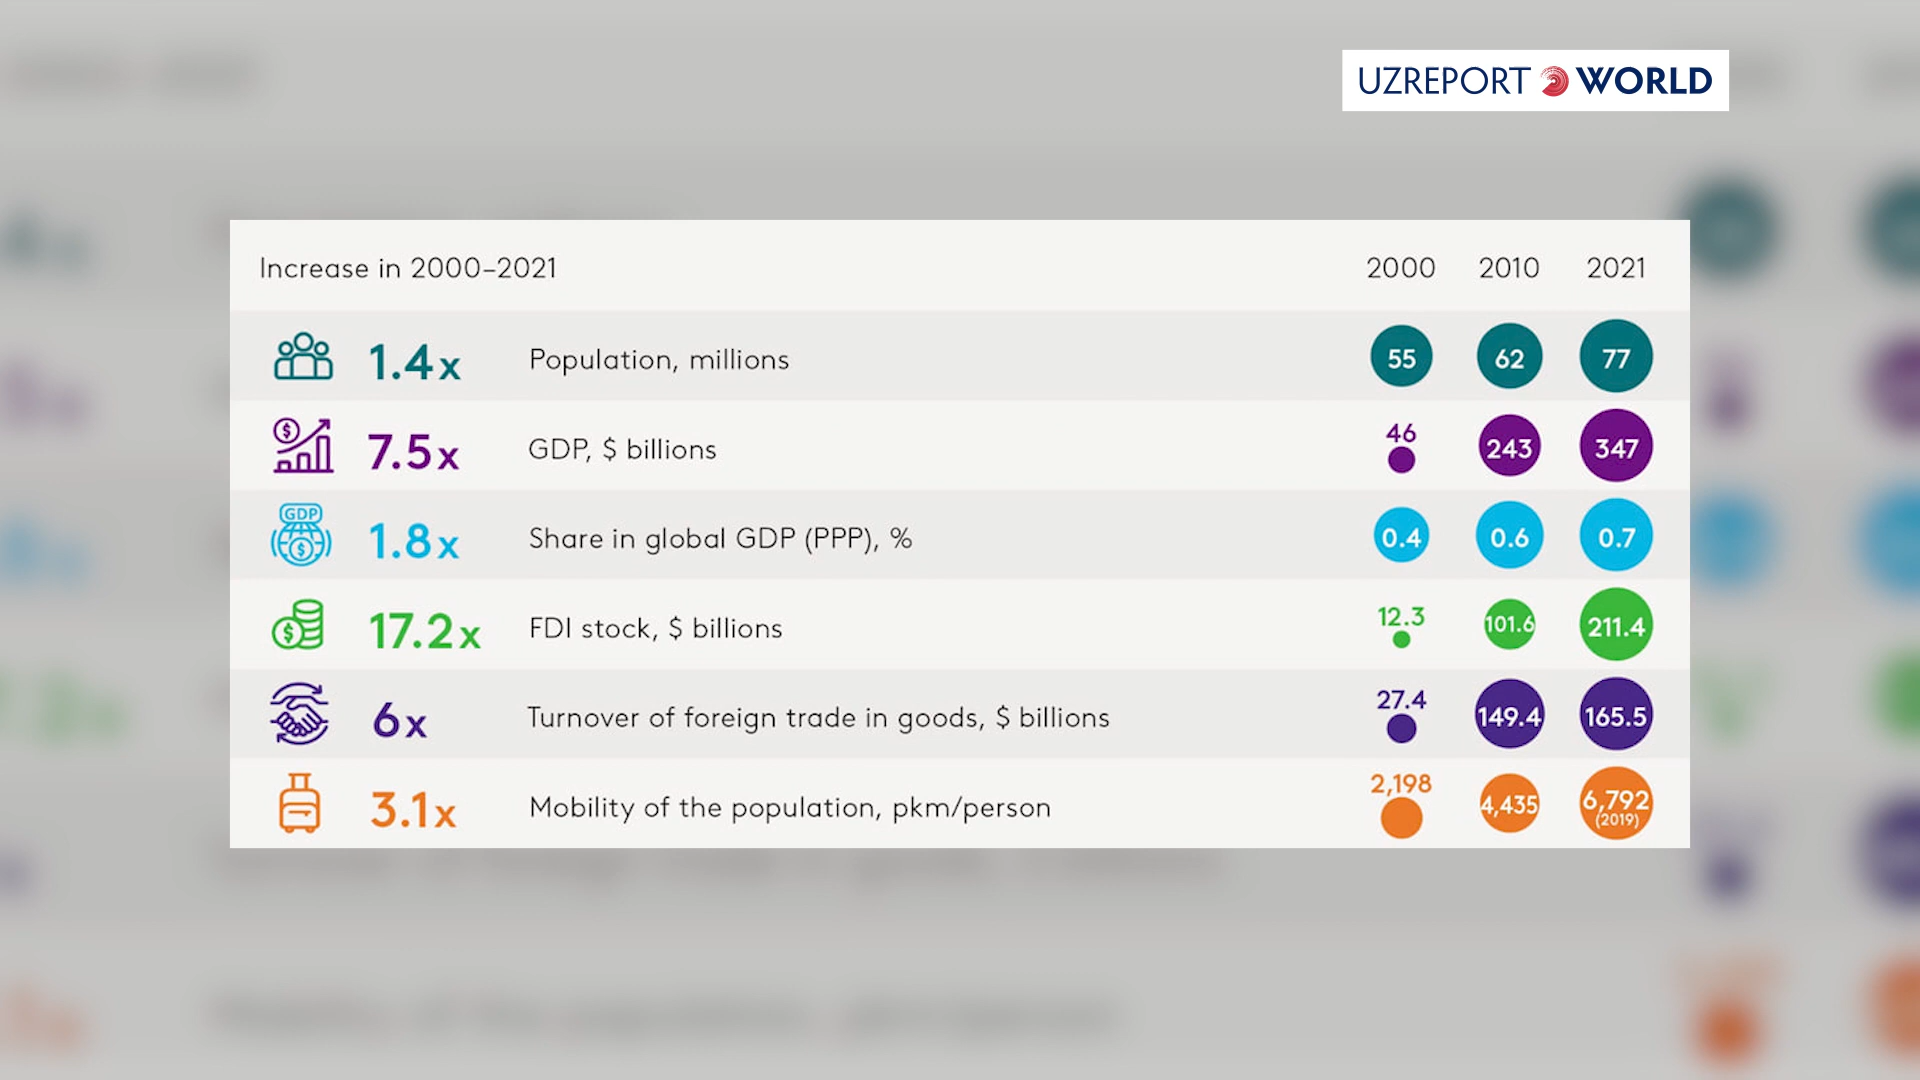 UZREPORT WORLD
Increase in 2000–2021 2000 2010 2021
1.4x Population, millions 55 62 77
7.5x GDP, $ billions 46 243 347
GDP
1.8x Share in global GDP (PPP), % 0.4 0.6 0.7
17.2x FDI stock, $ billions 12.3 101.6 211.4
6x Turnover of foreign trade in goods, $ billions 27.4 149.4 165.5
3.1x Mobility of the population, pkm/person 2,198 4,435 6,792
(2019)